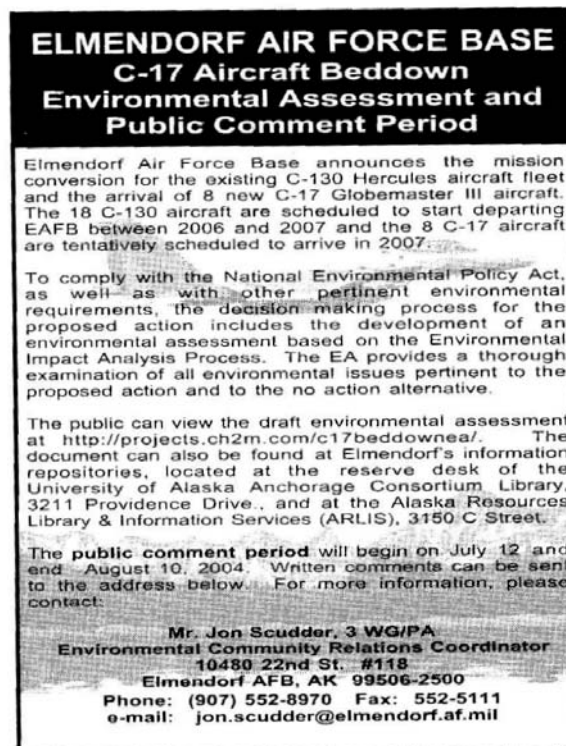 ELMENDORF AIR FORCE BASE
C-17 Aircraft Beddown
Environmental Assessment and
Public Comment Period
Elmendorf Air Force Base announces the mission
conversion for the existing C-130 Hercules aircraft fleet
and the arrival of 8 new C-17 Globemaster III aircraft.
The 18 C-130 aircraft are scheduled to start departing
EAFB between 2006 and 2007 and the 8 C-17 aircraft
are tentatively scheduled to arrive in 2007.
To comply with the National Environmental Policy Act,
as well as with other pertinent environmental
requirements, the decision making process for the
proposed action includes the development of an
environmental assessment based on the Environmental
Impact Analysis Process. The EA provides a thorough
examination of all environmental issues pertinent to the
proposed action and to the no action alternative.
The public can view the draft environmental assessment
at http://projects.ch2m.com/c17beddownea/. The
document can also be found at Elmendorf's information
repositories, located at the reserve desk of the
University of Alaska Anchorage Consortium Library,
3211 Providence Drive., and at the Alaska Resources
Library & Information Services (ARLIS), 3150 C Street.
The public comment period will begin on July 12 and
end August 10, 2004. Written comments can be sent
to the address below. For more information, please
contact:
Mr. Jon Scudder, 3 WG/PA
Environmental Community Relations Coordinator
10480 22nd St. #118
Elmendorf AFB, AK 99506-2500
Phone: (907) 552-8970 Fax: 552-5111
e-mail: jon.scudder@elmendorf.af.mil